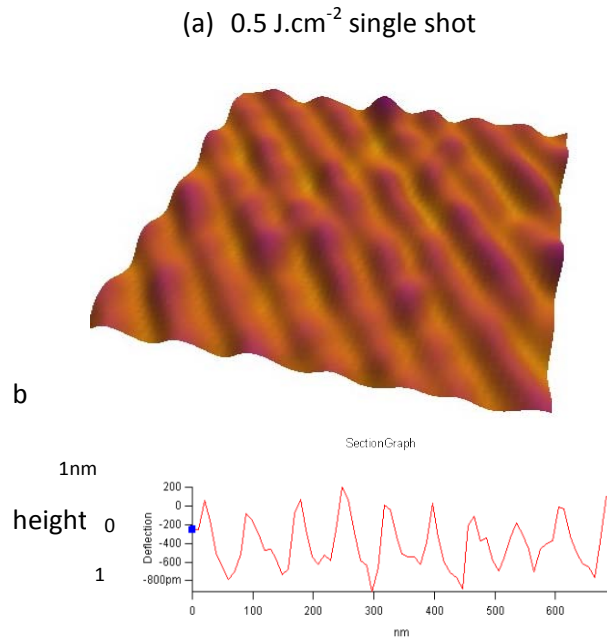 (a) 0.5 J.cm-2 single shot
b
SectionGraph
1nm
height 0
1
Deflection
200
0
-200
-400
-600
-800pm
0 100 200 300 400 500 600
nm